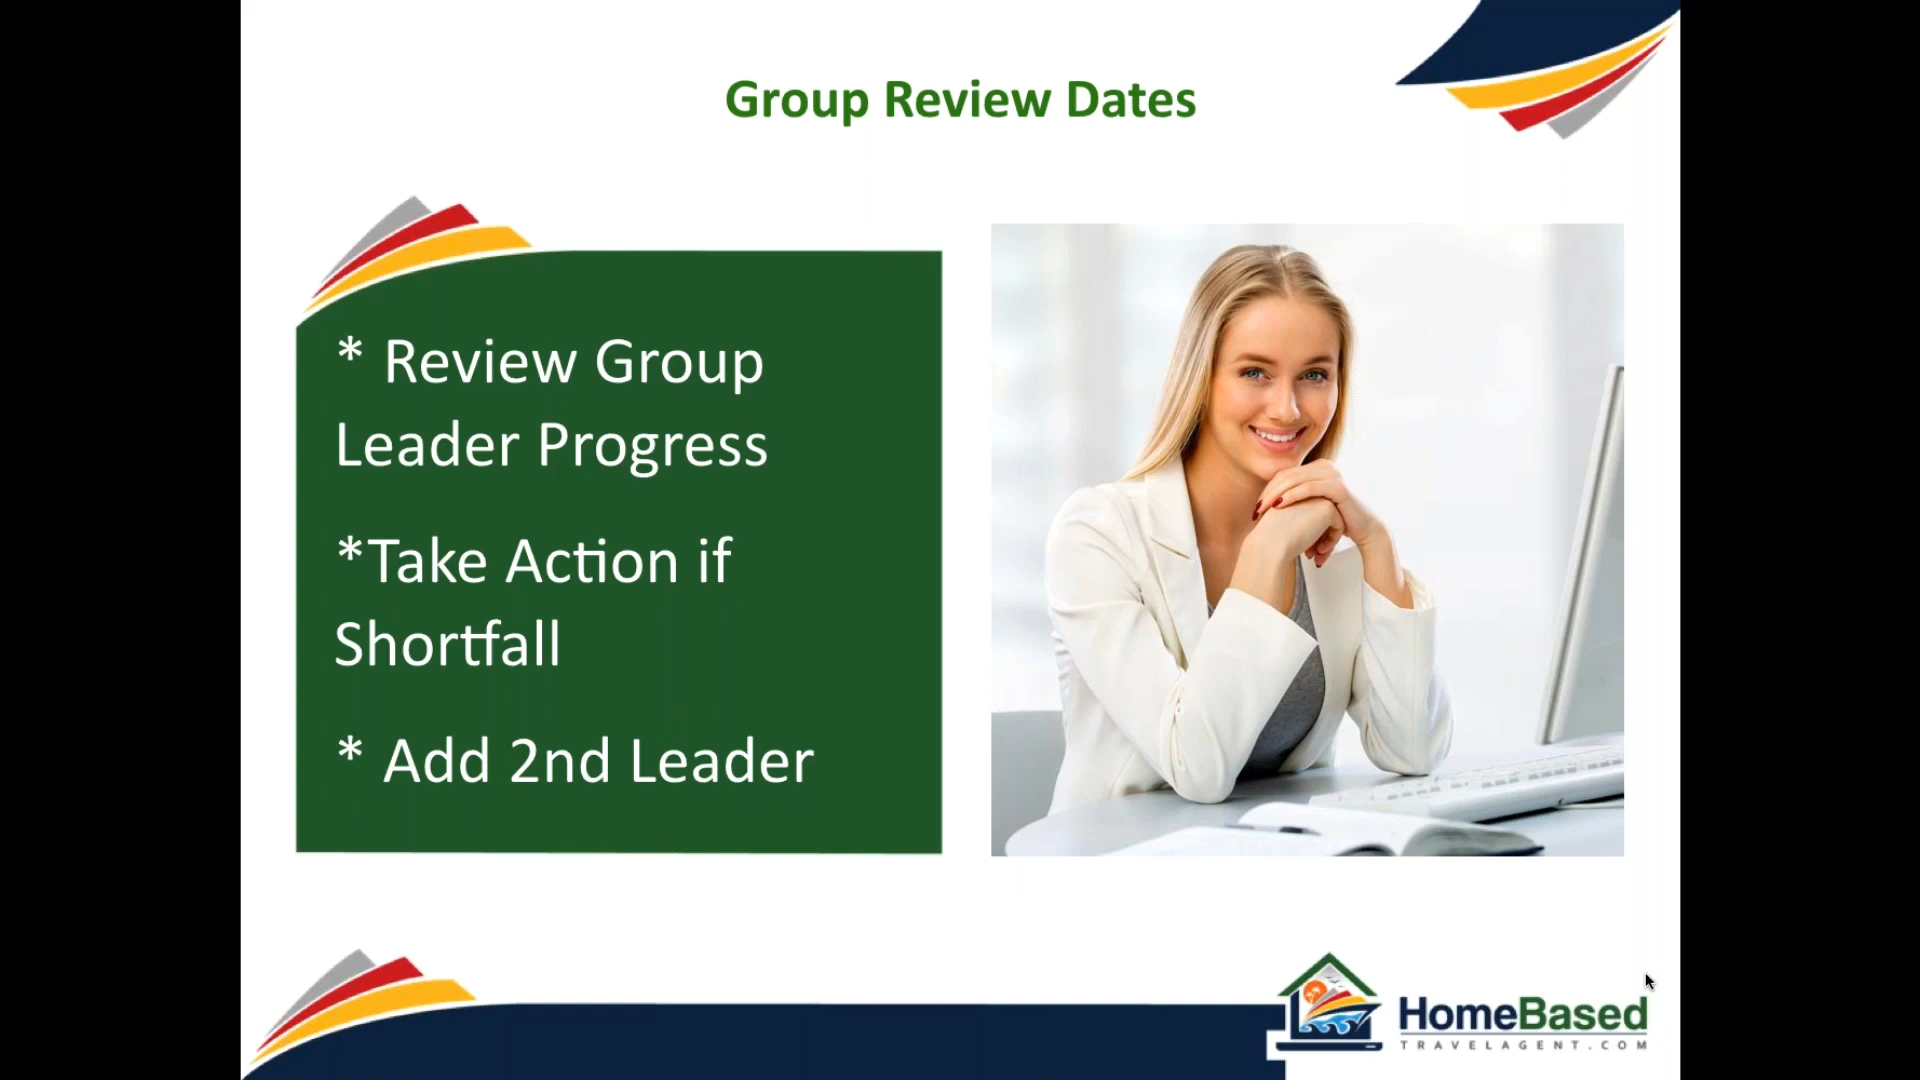 Group Review Dates
* Review Group
Leader Progress
*Take Action if
Shortfall
* Add 2nd Leader
HomeBased
TRAVELAGENT.COM